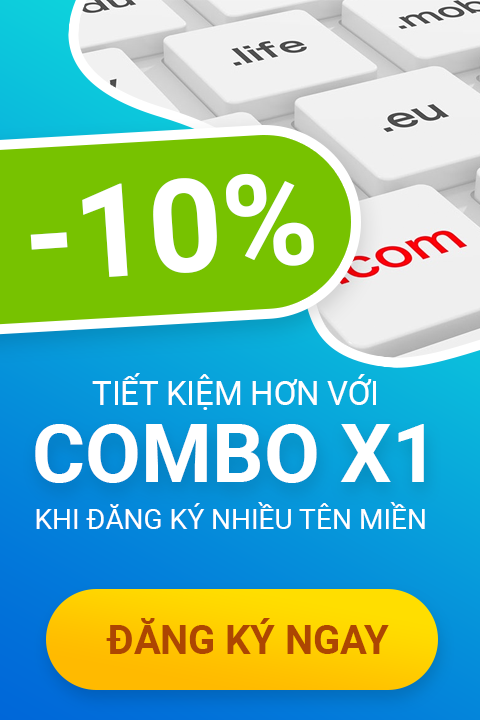 .du
.mob
.life
.eu
.com
-10%
TIẾT KIỆM HƠN VỚI
COMBO X1
KHI ĐĂNG KÝ NHIỀU TÊN MIỀN
ĐĂNG KÝ NGAY